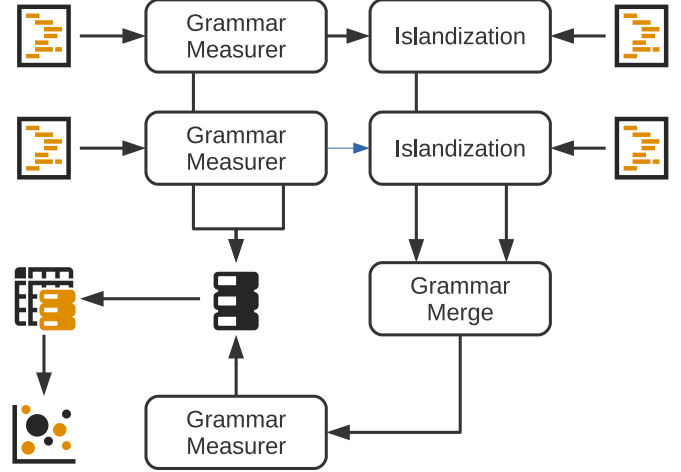 Grammar
Measurer
Islandization
Grammar
Measurer
Islandization
Grammar
Merge
Grammar
Measurer